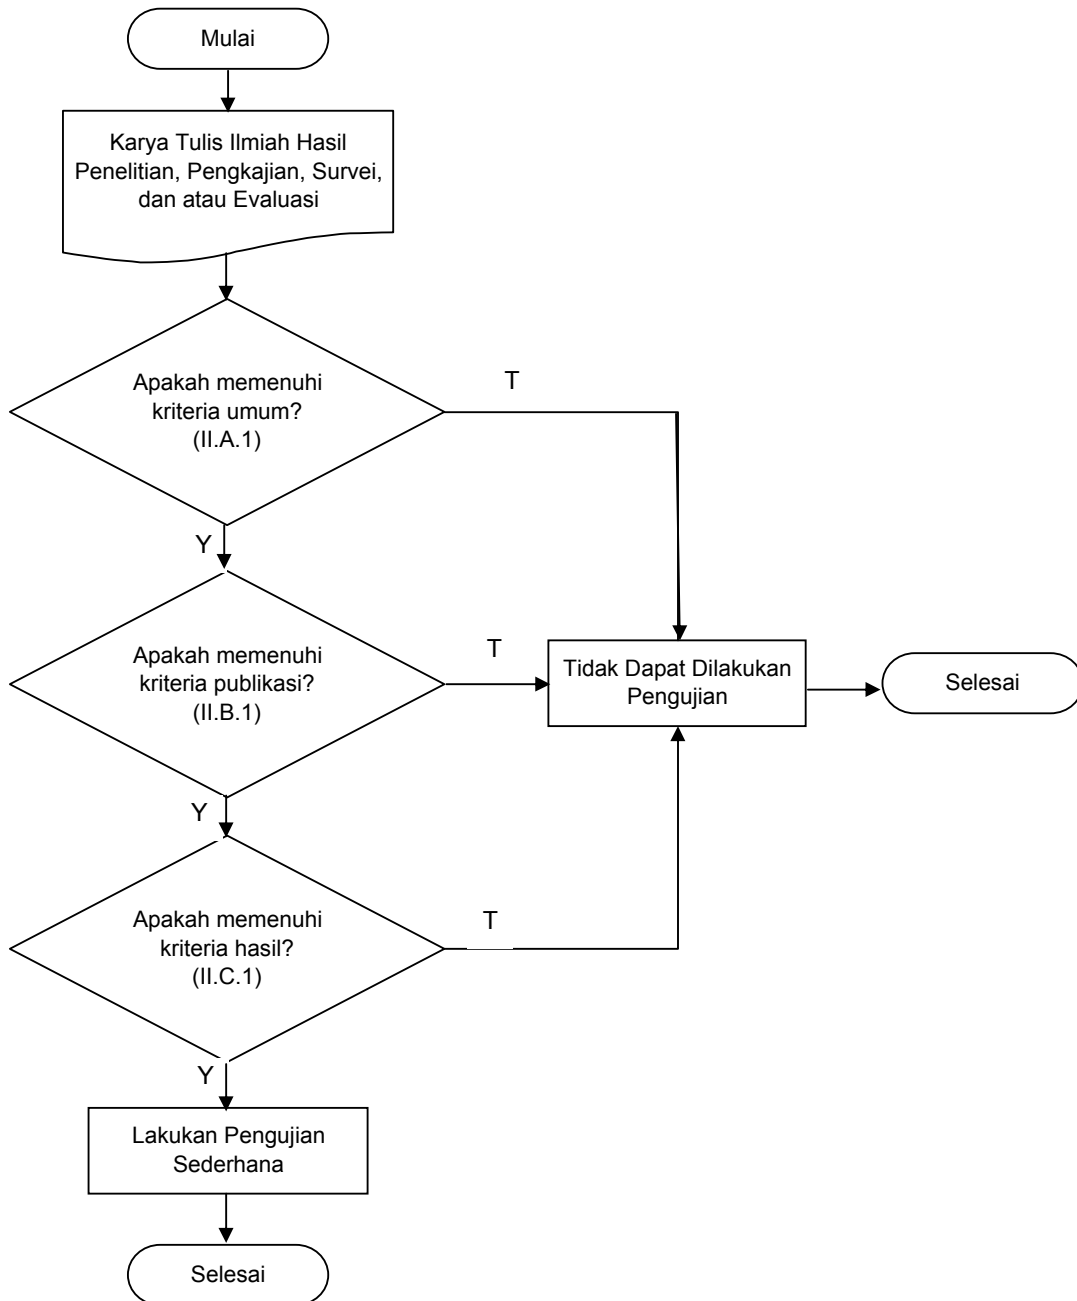 Mulai
Karya Tulis Ilmiah Hasil
Penelitian, Pengkajian, Survei,
dan atau Evaluasi
Apakah memenuhi
kriteria umum?
(II.A.1)
T
Y
Apakah memenuhi
kriteria publikasi?
(II.B.1)
T
Tidak Dapat Dilakukan
Pengujian
Selesai
Y
Apakah memenuhi
kriteria hasil?
(II.C.1)
T
Y
Lakukan Pengujian
Sederhana
Selesai